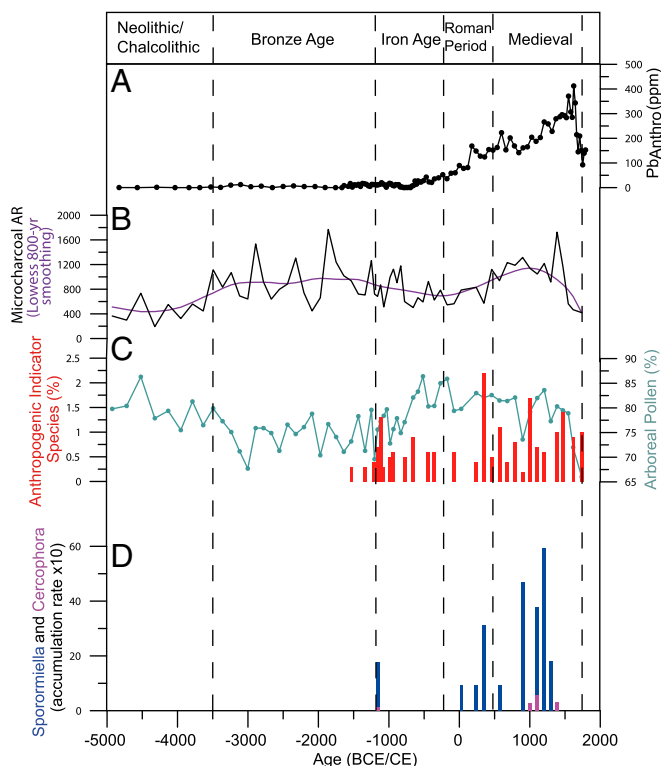 Neolithic/
Chalcolithic
Bronze Age
Iron Age
Roman
Period
Medieval
A
500
400
300
200
100
0
PbAnthro (ppm)
B
2000
1600
1200
800
400
0
Microcharcoal AR
(Lowess 800-yr
smoothing)
C
2.5
2
1.5
1
0.5
0
Anthropogenic Indicator
Species (%)
90
85
80
75
70
65
Arboreal Pollen (%)
D
60
40
20
0
Sporormiella and Cercophora
(accumulation rate x10)
-5000 -4000 -3000 -2000 -1000 0 1000 2000
Age (BCE/CE)